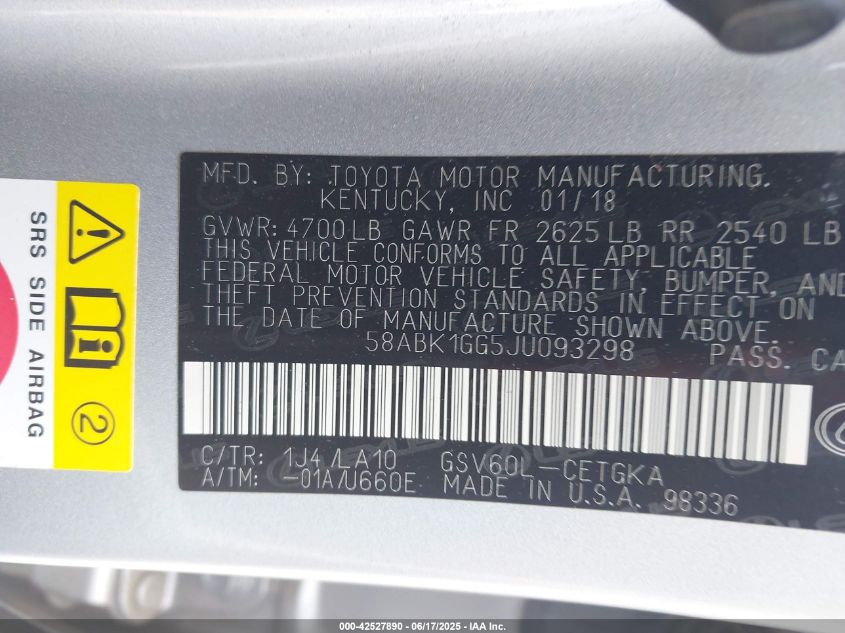 MFD. BY: TOYOTA MOTOR MANUFACTURING.
KENTUCKY, INC 01/18
GVWR: 4700LB GAWR FR 2625LB RR 2540 LB
THIS VEHICLE CONFORMS TO ALL APPLICABLE
FEDERAL MOTOR VEHICLE SAFETY, BUMPER, AND
THEFT PREVENTION STANDARDS IN EFFECT ON
THE DATE OF MANUFACTURE SHOWN ABOVE.
58ABK1GG5JU093298 PASS. CA
C/TR: 1J4/LA10 GSV60L-CETGKA
A/TM: -01A/U660E MADE IN U.S.A. 98336
SRS SIDE AIRBAG
2
000-42527890 - 06/17/2025 - IAA Inc.